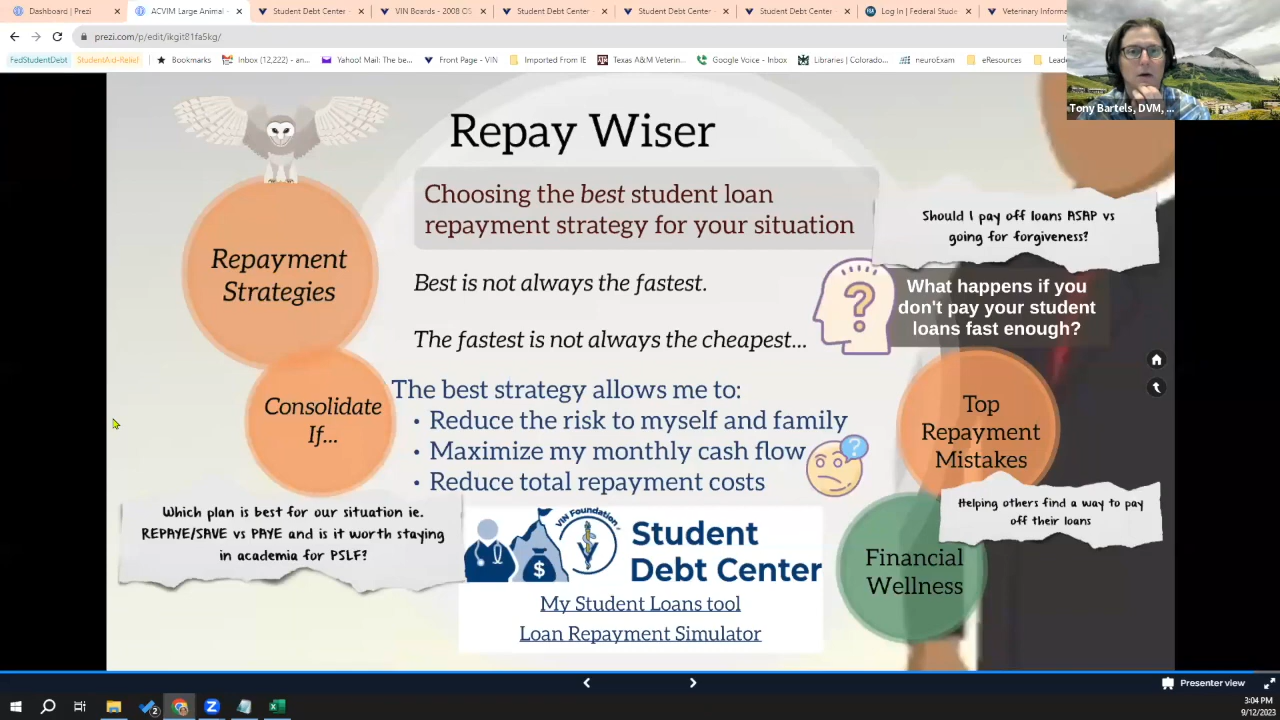 Dashboard | Prezi
ACVIM Large Animal -
Student Debt Center -
VIN Boards - 2008 OS
Student Debt Center -
Student Debt Center -
Student Debt Center -
Log In | Federal Stude
Veterinary Informa
prezi.com/p/edit/ikgit81fa5kg/
FedStudentDebt
StudentAid-Relief
Bookmarks
Inbox (12,222) - an...
Yahoo! Mail: The be...
Front Page - VIN
Imported From IE
Texas A&M Veterin...
Google Voice - Inbox
Libraries | Colorado...
neuroExam
eResources
Tony Bartels, DVM, ...
Repay Wiser
Choosing the best student loan
repayment strategy for your situation
Should I pay off loans ASAP vs
going for forgiveness?
Repayment
Strategies
Best is not always the fastest.
The fastest is not always the cheapest...
What happens if you
don't pay your student
loans fast enough?
Consolidate
If...
The best strategy allows me to:
• Reduce the risk to myself and family
• Maximize my monthly cash flow
• Reduce total repayment costs
Top
Repayment
Mistakes
Which plan is best for our situation ie.
REPAYE/SAVE vs PAYE and is it worth staying
in academia for PSLF?
Helping others find a way to pay
off their loans
VIN Foundation
Student
Debt Center
My Student Loans tool
Loan Repayment Simulator
Financial
Wellness
Presenter view
3:04 PM
9/12/2023